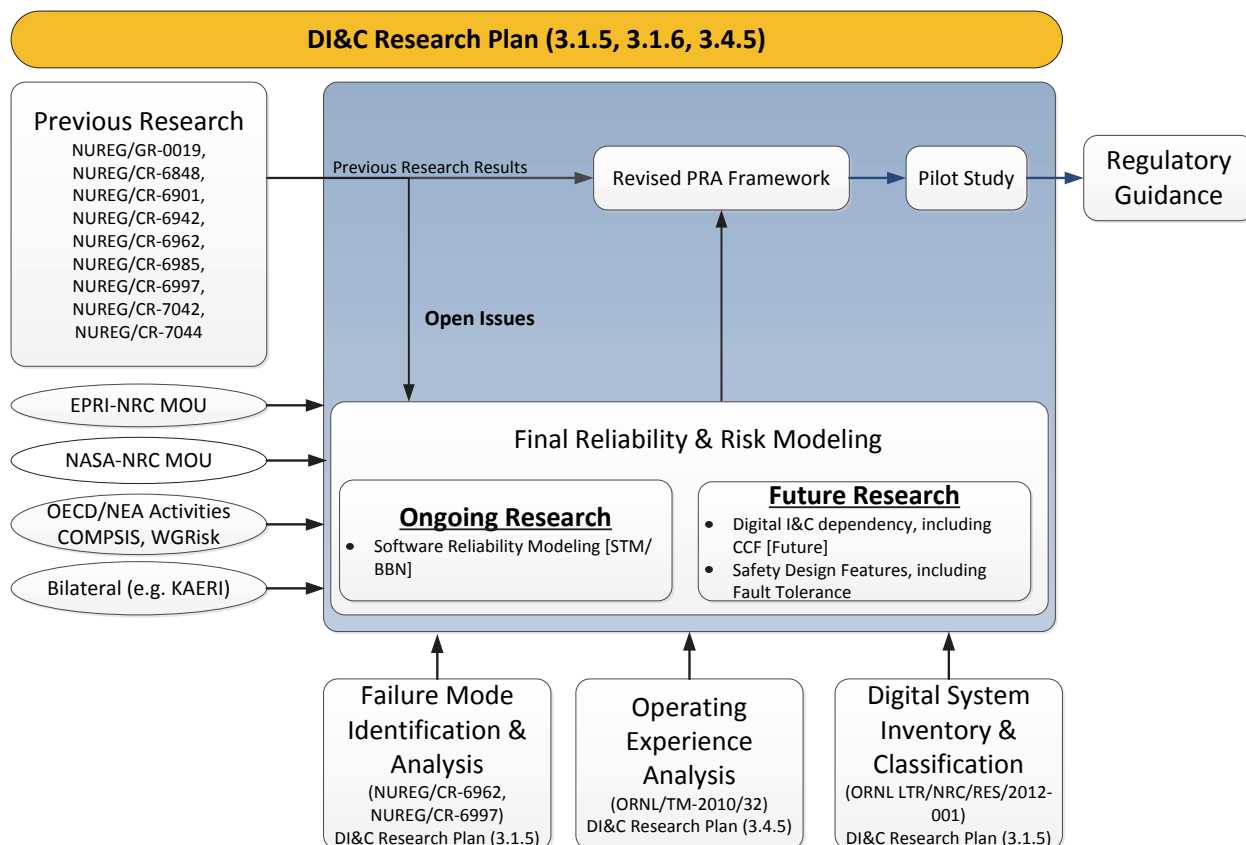 DI&C Research Plan (3.1.5, 3.1.6, 3.4.5)
Previous Research
NUREG/GR-0019,
NUREG/CR-6848,
NUREG/CR-6901,
NUREG/CR-6942,
NUREG/CR-6962,
NUREG/CR-6985,
NUREG/CR-6997,
NUREG/CR-7042,
NUREG/CR-7044
Previous Research Results
Revised PRA Framework
Pilot Study
Regulatory
Guidance
Open Issues
EPRI-NRC MOU
NASA-NRC MOU
OECD/NEA Activities
COMPSIS, WGRisk
Bilateral (e.g. KAERI)
Final Reliability & Risk Modeling
Ongoing Research
• Software Reliability Modeling [STM/
BBN]
Future Research
• Digital I&C dependency, including
CCF [Future]
• Safety Design Features, including
Fault Tolerance
Failure Mode
Identification &
Analysis
(NUREG/CR-6962,
NUREG/CR-6997)
DI&C Research Plan (3.1.5)
Operating
Experience
Analysis
(ORNL/TM-2010/32)
DI&C Research Plan (3.4.5)
Digital System
Inventory &
Classification
(ORNL LTR/NRC/RES/2012-
001)
DI&C Research Plan (3.1.5)